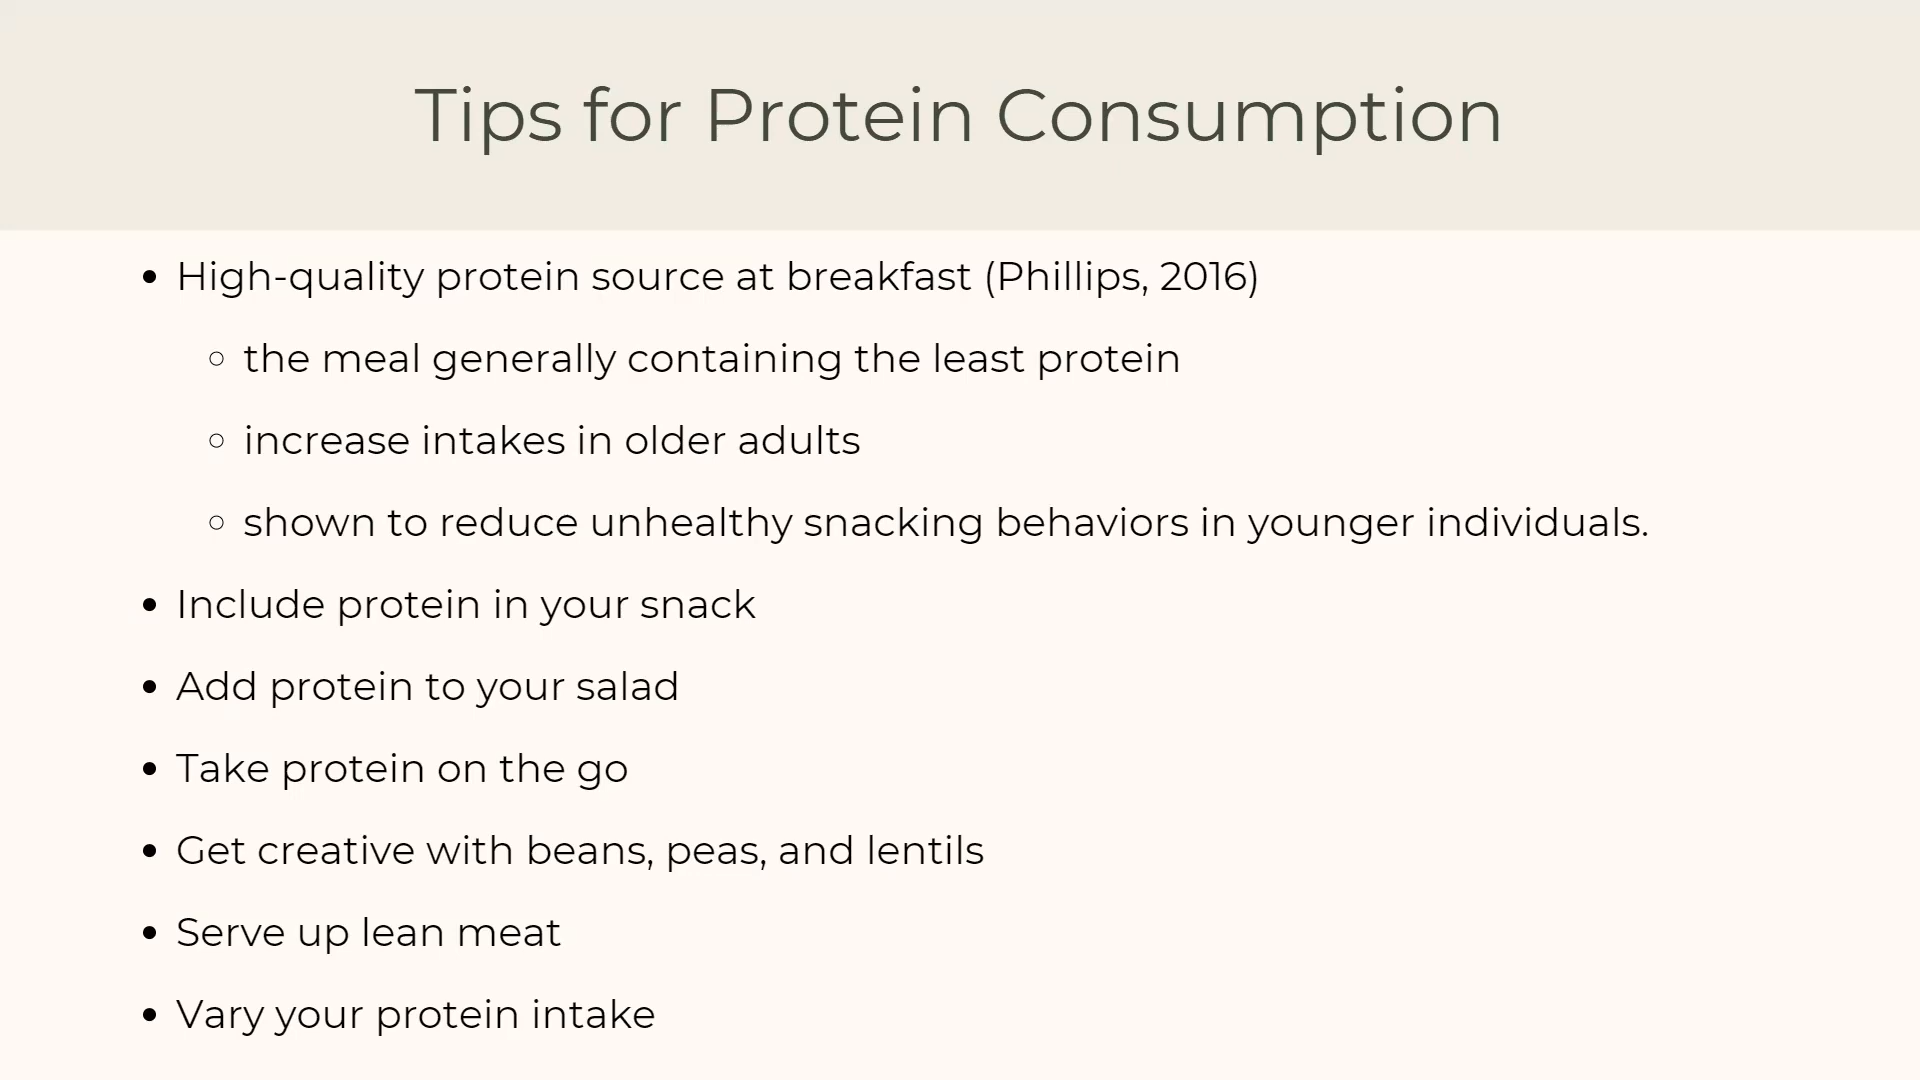 Tips for Protein Consumption
• High-quality protein source at breakfast (Phillips, 2016)
○ the meal generally containing the least protein
○ increase intakes in older adults
○ shown to reduce unhealthy snacking behaviors in younger individuals.
• Include protein in your snack
• Add protein to your salad
• Take protein on the go
• Get creative with beans, peas, and lentils
• Serve up lean meat
• Vary your protein intake